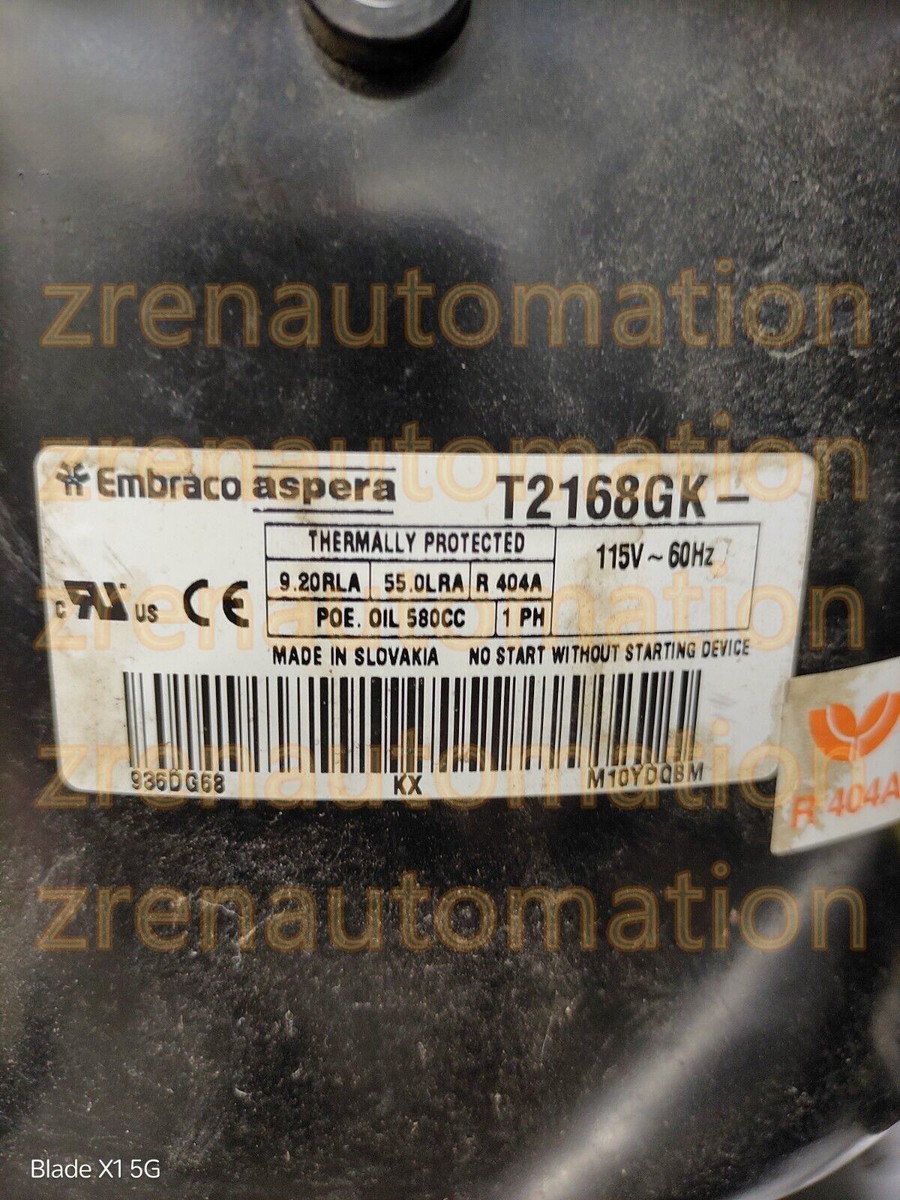 zrenautomation
zrenautomation
Embraco aspera
T2168GK-
THERMALLY PROTECTED
115V ~ 60Hz
9.20RLA 55.0LRA R 404A
c RU US CE
POE. OIL 580CC 1 PH
MADE IN SLOVAKIA NO START WITHOUT STARTING DEVICE
zrenautomation
zrenautomation
936DG68 KX M10YDQBM
R 404A
zrenautomation
Blade X1 5G